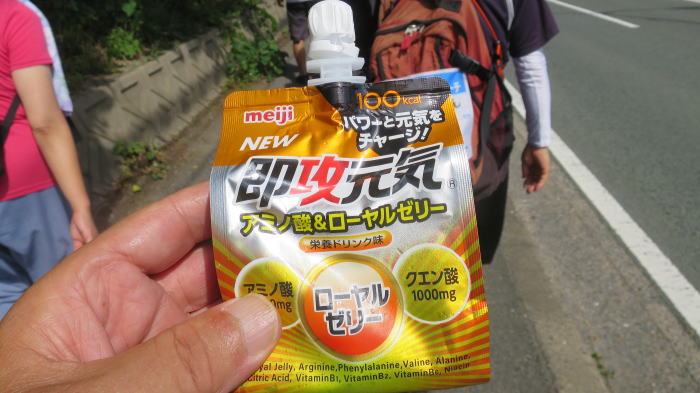 meiji
100kcal
パワーと元気を
チャージ!
NEW
即攻元気®
アミノ酸&ローヤルゼリー
栄養ドリンク味
アミノ酸
クエン酸
1000mg
ローヤル
ゼリー
Jelly, Arginine,Phenylalanine, Valine, Alanine,
Citric Acid, VitaminB1, VitaminB2, VitaminB6, Niacin